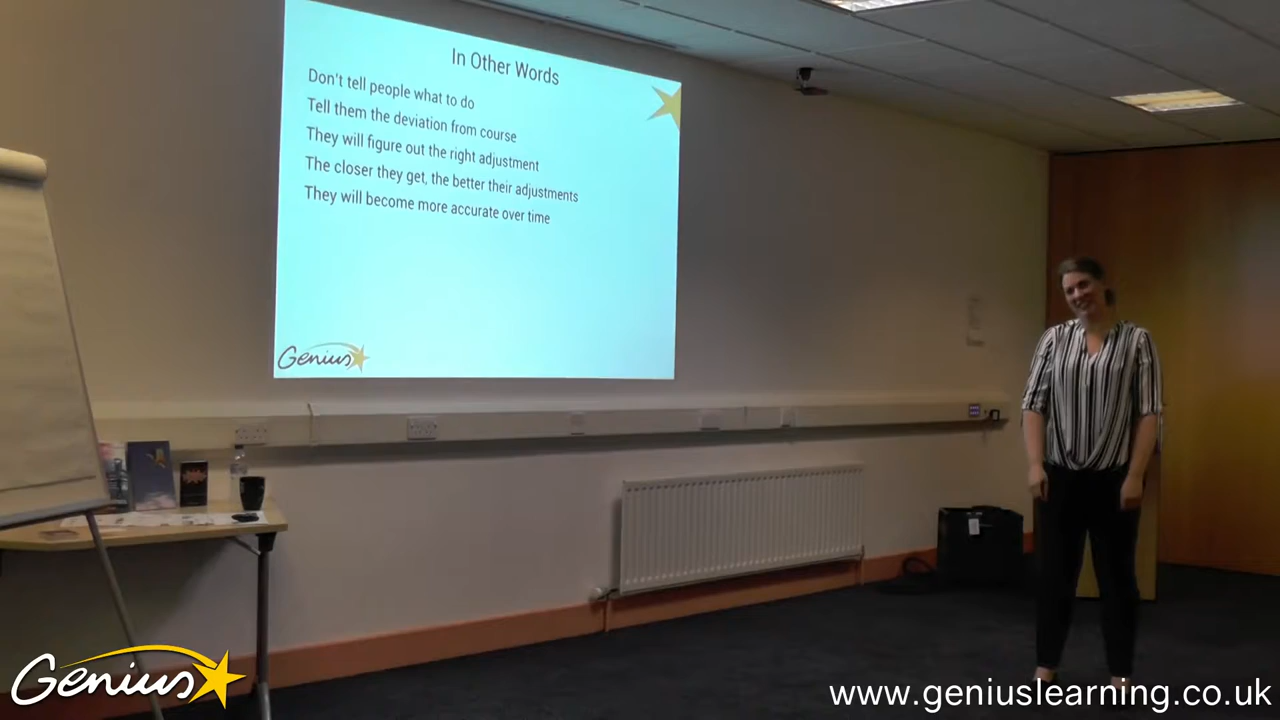 In Other Words
Don't tell people what to do
Tell them the deviation from course
They will figure out the right adjustment
The closer they get, the better their adjustments
They will become more accurate over time
Genius
Genius
www.geniuslearning.co.uk